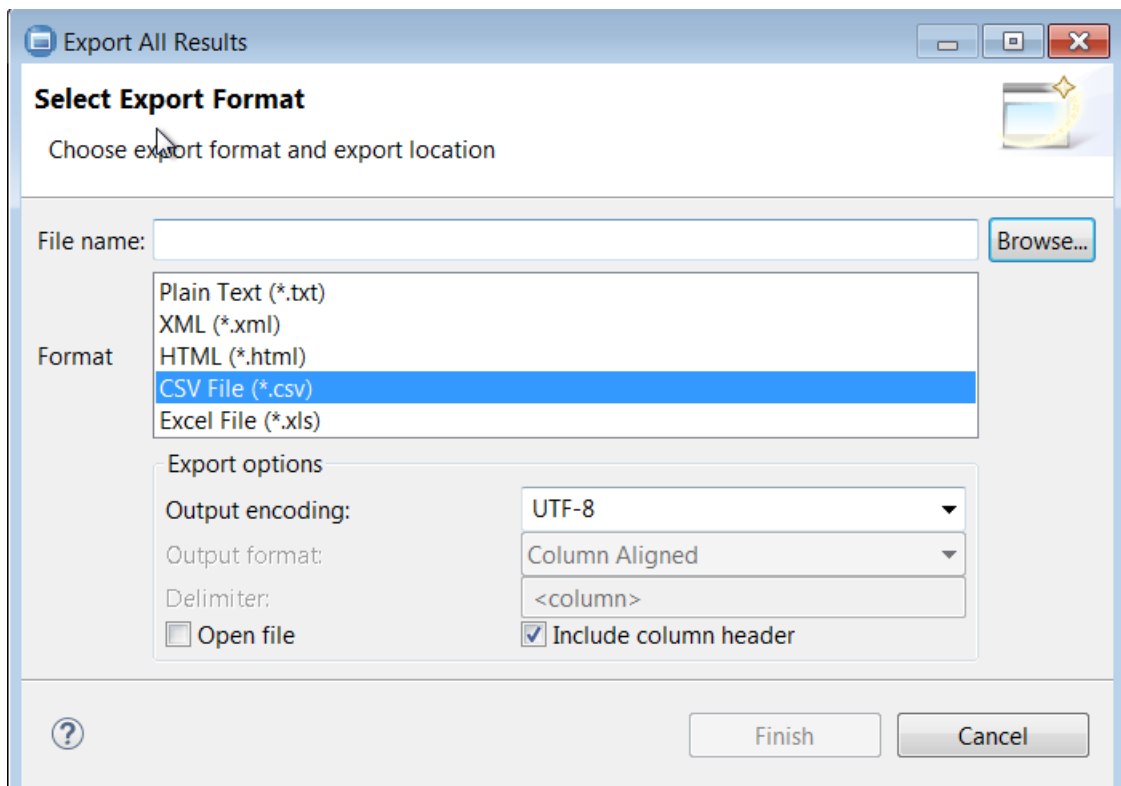 Export All Results
Select Export Format
Choose export format and export location
File name:
Browse...
Format
Plain Text (*.txt)
XML (*.xml)
HTML (*.html)
CSV File (*.csv)
Excel File (*.xls)
Export options
Output encoding: UTF-8
Output format: Column Aligned
Delimiter: <column>
Open file Include column header
? Finish Cancel